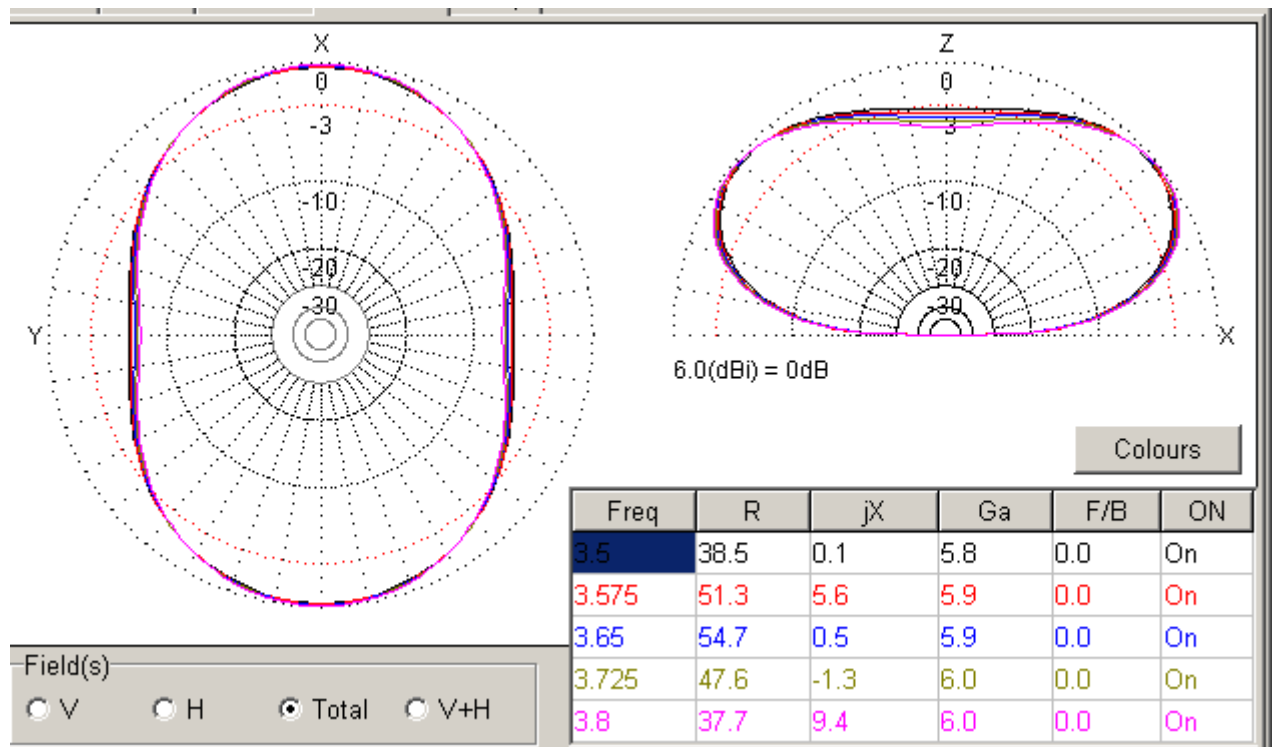 X
0
-3
-10
-20
-30
Y
Z
0
-3
-10
-20
-30
X
6.0(dBi) = 0dB
Colours
Freq R jX Ga F/B ON
3.5 38.5 0.1 5.8 0.0 On
3.575 51.3 5.6 5.9 0.0 On
3.65 54.7 0.5 5.9 0.0 On
3.725 47.6 -1.3 6.0 0.0 On
3.8 37.7 9.4 6.0 0.0 On
Field(s)
V H Total V+H